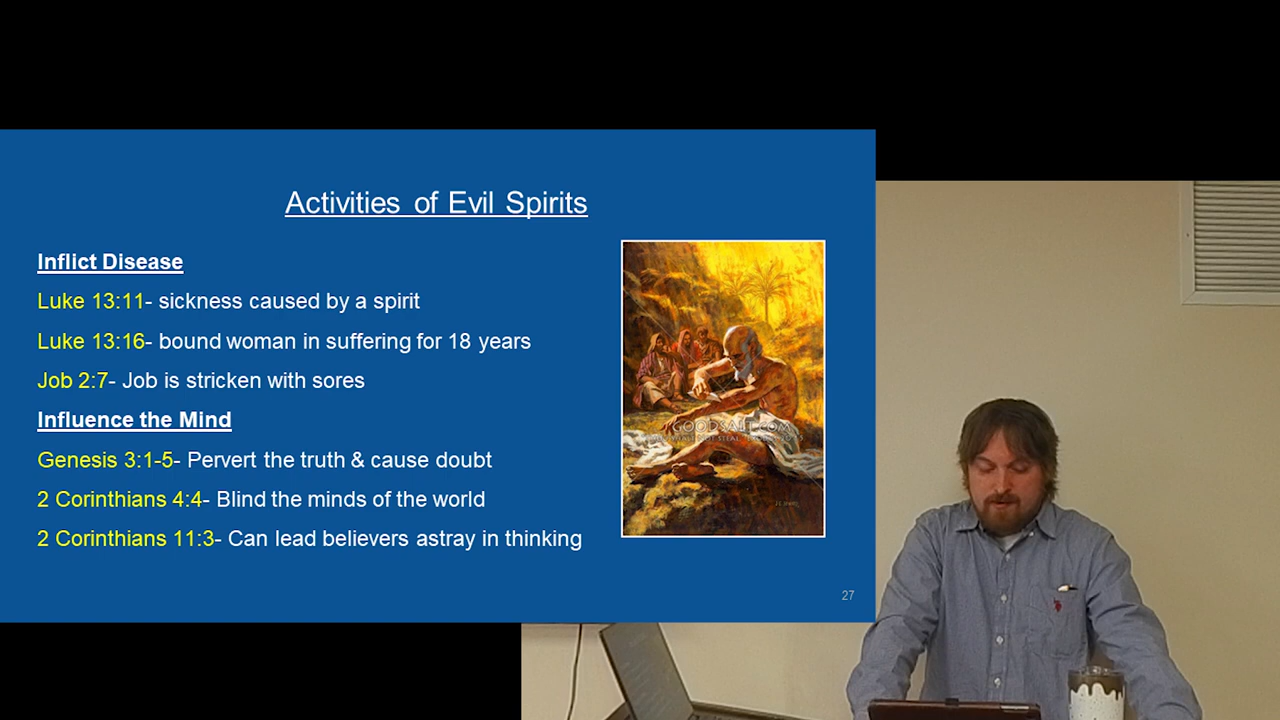 Activities of Evil Spirits
Inflict Disease
Luke 13:11- sickness caused by a spirit
Luke 13:16- bound woman in suffering for 18 years
Job 2:7- Job is stricken with sores
Influence the Mind
Genesis 3:1-5- Pervert the truth & cause doubt
2 Corinthians 4:4- Blind the minds of the world
2 Corinthians 11:3- Can lead believers astray in thinking
GOODSALT.COM
27